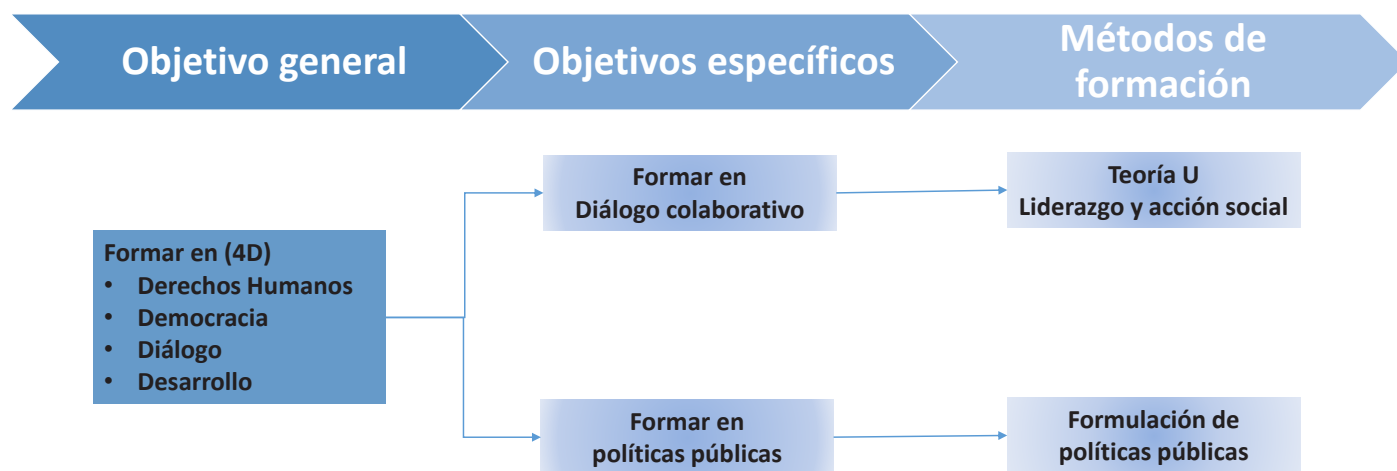 Objetivo general
Objetivos específicos
Métodos de
formación
Formar en
Diálogo colaborativo
Teoría U
Liderazgo y acción social
Formar en (4D)
• Derechos Humanos
• Democracia
• Diálogo
• Desarrollo
Formar en
políticas públicas
Formulación de
políticas públicas